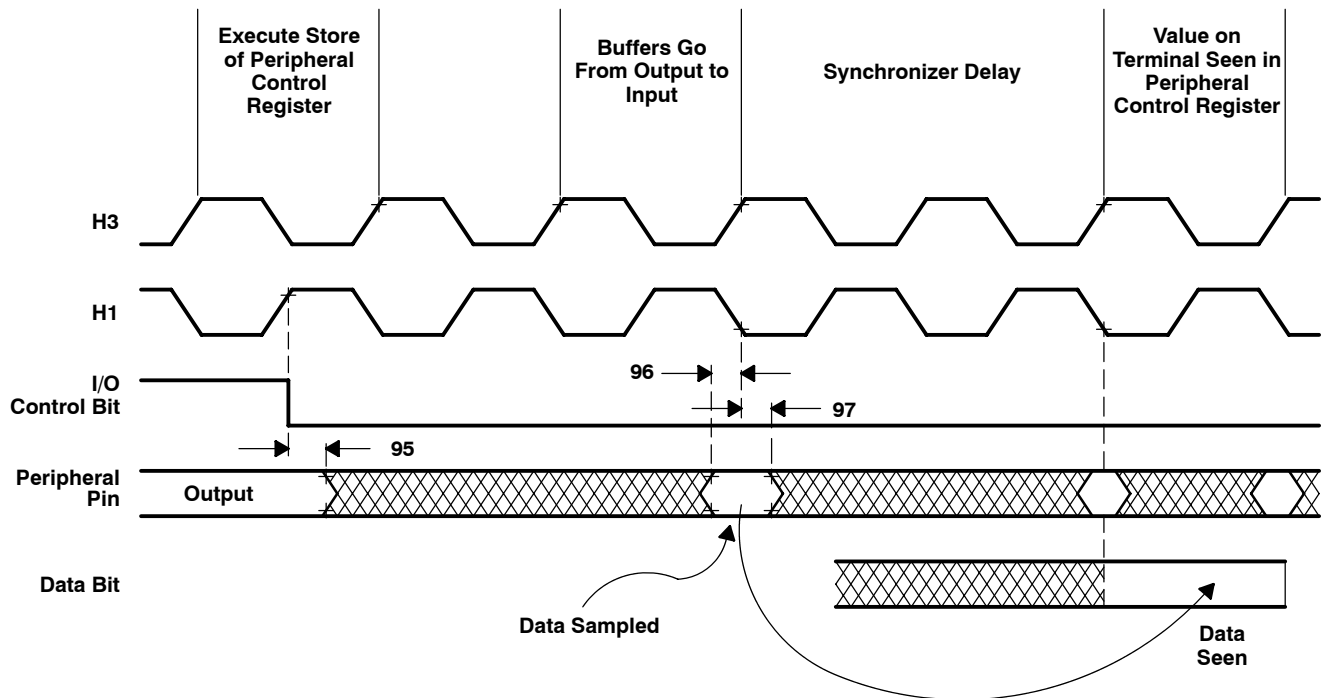 Execute Store
of Peripheral
Control
Register
Buffers Go
From Output to
Input
Synchronizer Delay
Value on
Terminal Seen in
Peripheral
Control Register
H3
H1
I/O
Control Bit
96
97
95
Peripheral
Pin
Output
Data Bit
Data Sampled
Data
Seen